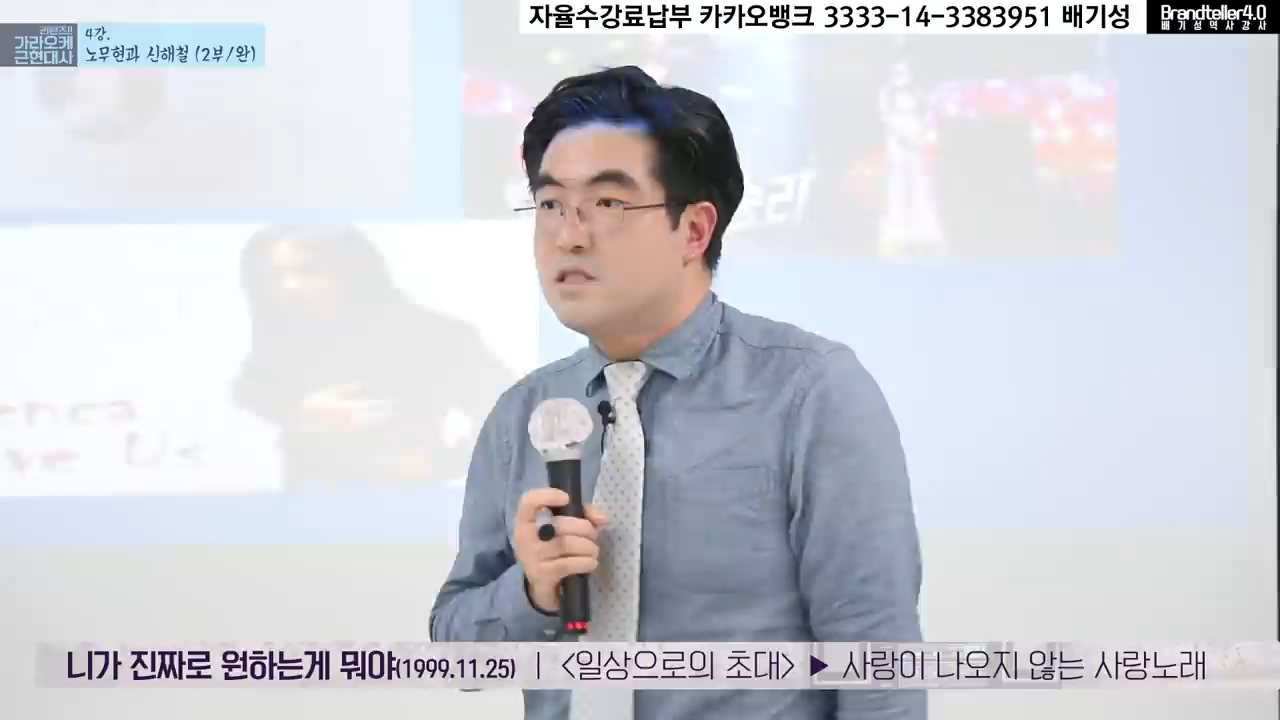 자율수강료납부 카카오뱅크 3333-14-3383951 배기성
Brandteller4.0
배기성역사강사
리턴즈!!
가라오케
근현대사
4강.
노무현과 신해철 (2부/완)
니가 진짜로 원하는게 뭐야(1999.11.25) | <일상으로의 초대> ▶ 사랑이 나오지 않는 사랑노래